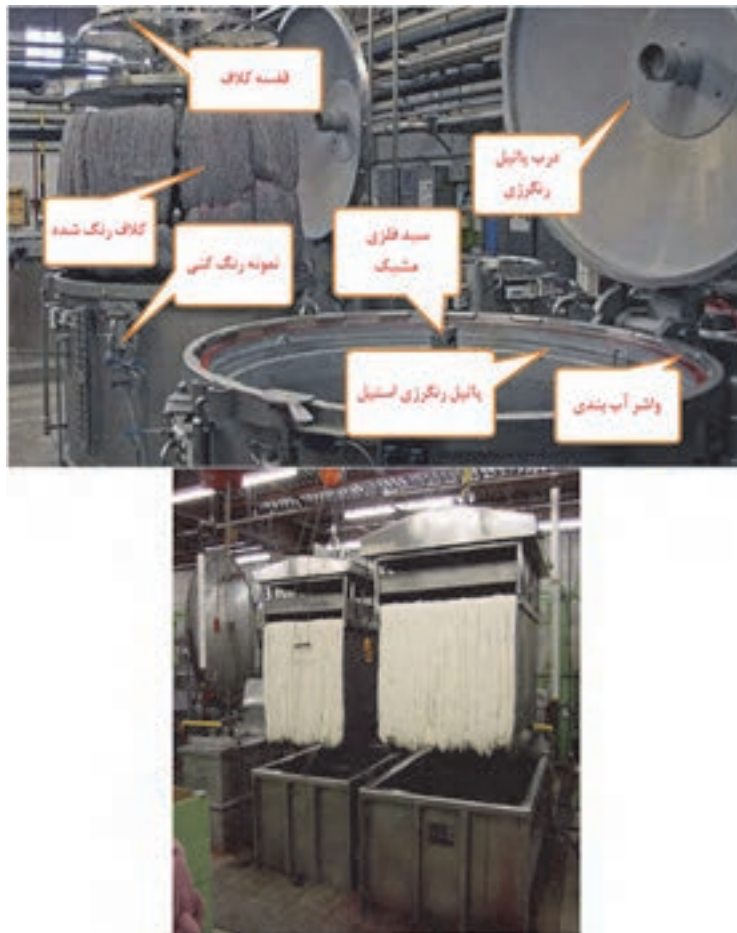 قفسه کلاف
درب پاتیل
رنگرزی
کلاف رنگ شده
نمونه رنگ کنی
سبد فلزی
مشبک
پاتیل رنگرزی استیل
واشر آب بندی